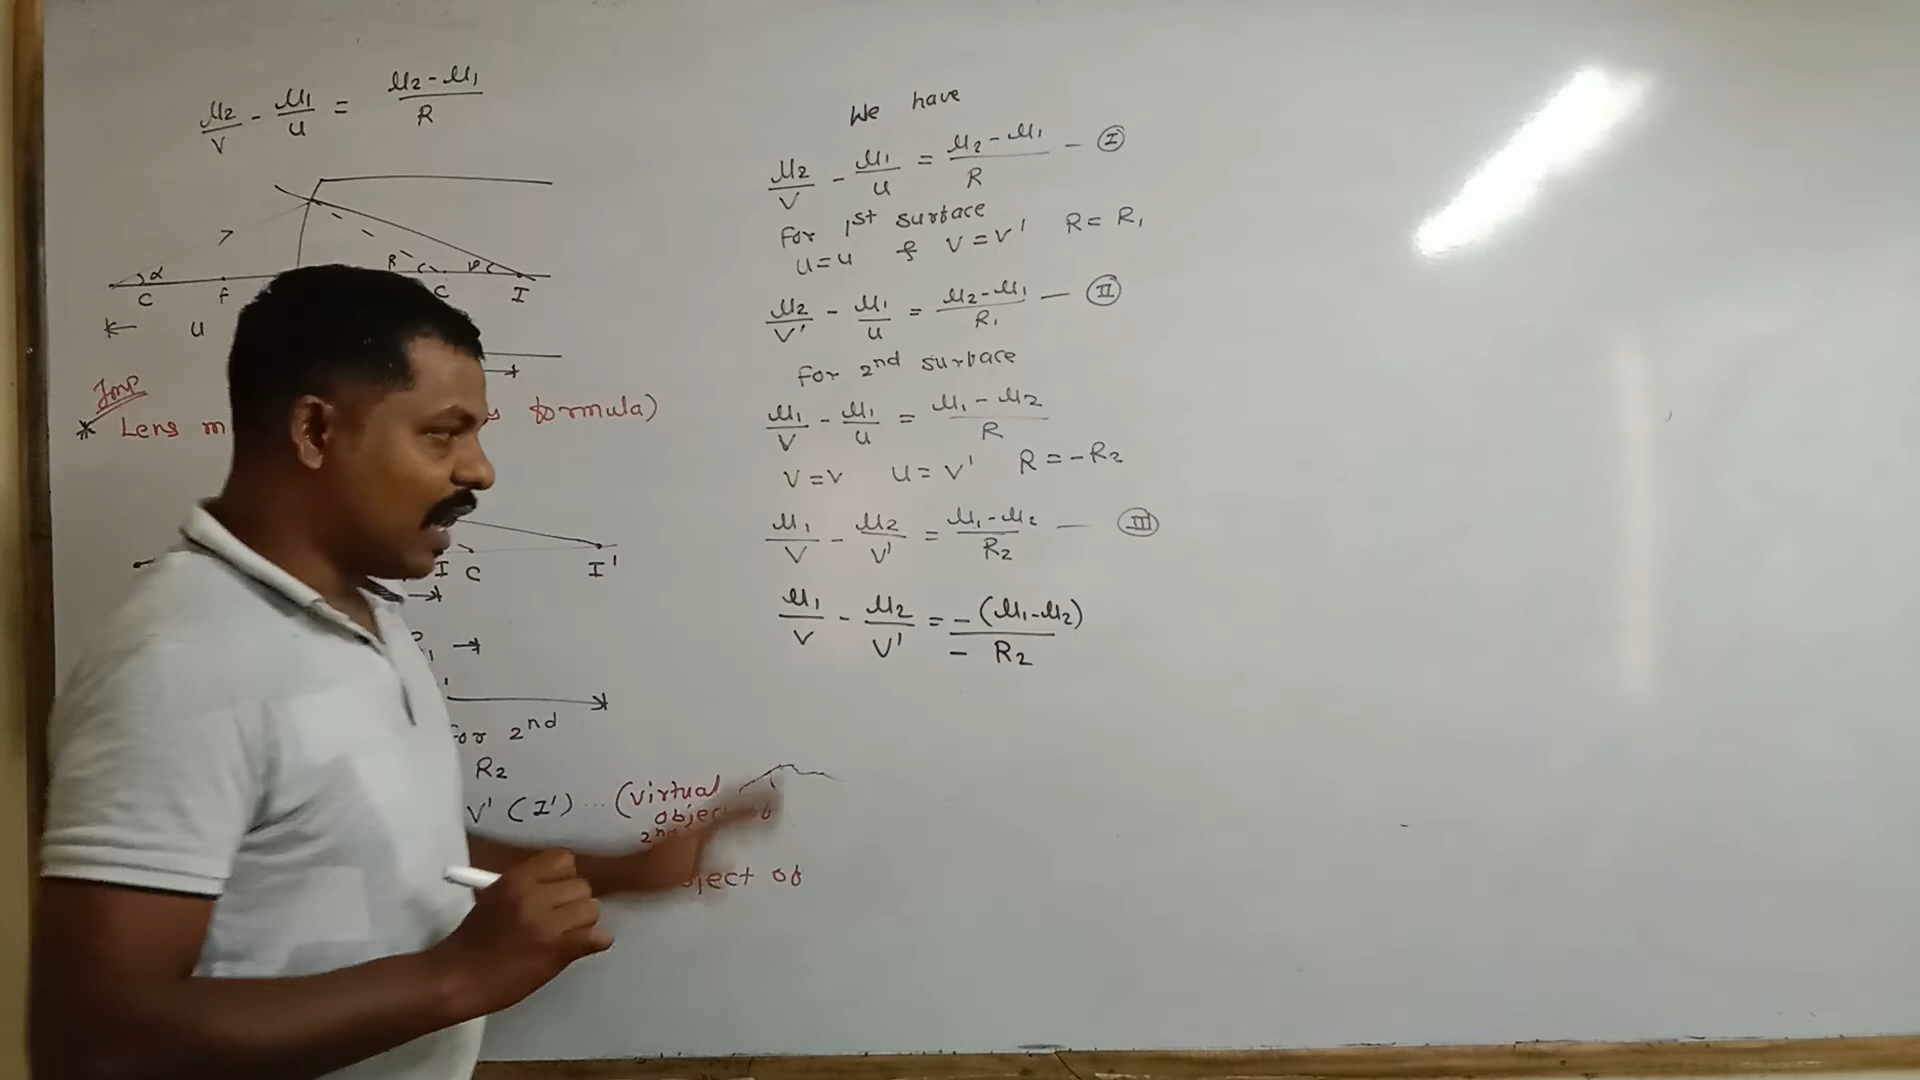 μ2/V - μ1/u = μ2-μ1/R
α
R
C f C I
u
Imp
* Lens m formula)
I C I'
for 2nd
R2
V' (I') ... (virtual
object of
ject of
We have
μ2/V - μ1/u = μ2-μ1/R — (I)
For 1st surface
u=u & V=V' R=R1
μ2/V' - μ1/u = μ2-μ1/R1 — (II)
For 2nd surface
μ1/V - μ1/u = μ1-μ2/R
V=V u=V' R=-R2
μ1/V - μ2/V' = μ1-μ2/R2 — (III)
μ1/V - μ2/V' = -(μ1-μ2)/- R2